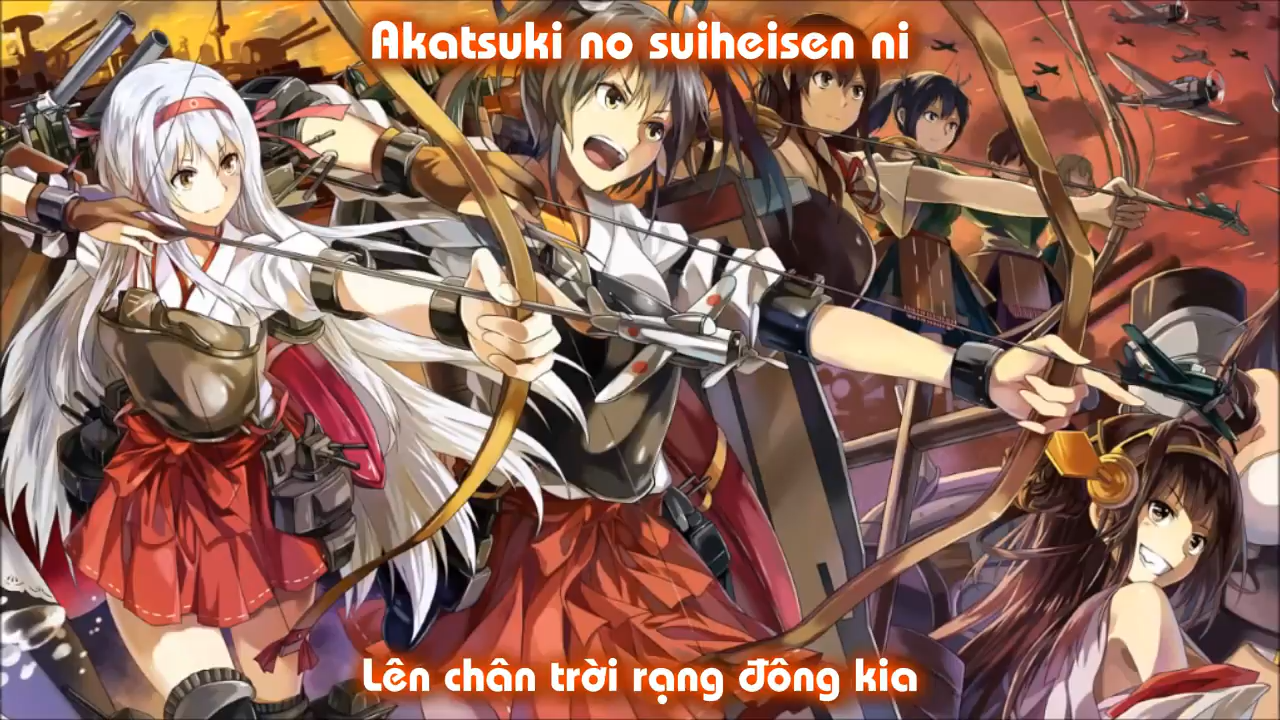 Akatsuki no suiheisen ni
Lên chân trời rạng đông kia